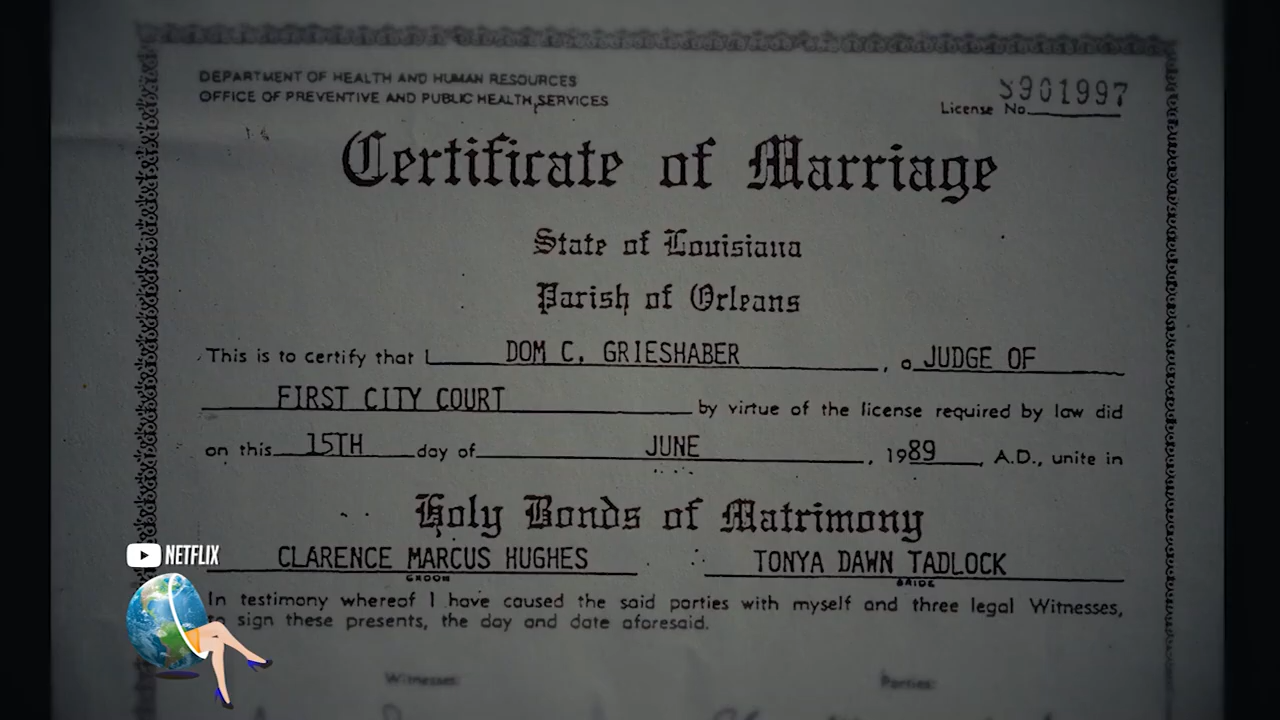 DEPARTMENT OF HEALTH AND HUMAN RESOURCES
OFFICE OF PREVENTIVE AND PUBLIC HEALTH SERVICES
License No. S901997
Certificate of Marriage
State of Louisiana
Parish of Orleans
This is to certify that I DOM C. GRIESHABER, a JUDGE OF
FIRST CITY COURT by virtue of the license required by law did
on this 15TH day of JUNE, 1989, A.D., unite in
Holy Bonds of Matrimony
CLARENCE MARCUS HUGHES TONYA DAWN TADLOCK
GROOM BRIDE
In testimony whereof I have caused the said parties with myself and three legal Witnesses,
to sign these presents, the day and date aforesaid.
Witnesses: Parties:
NETFLIX